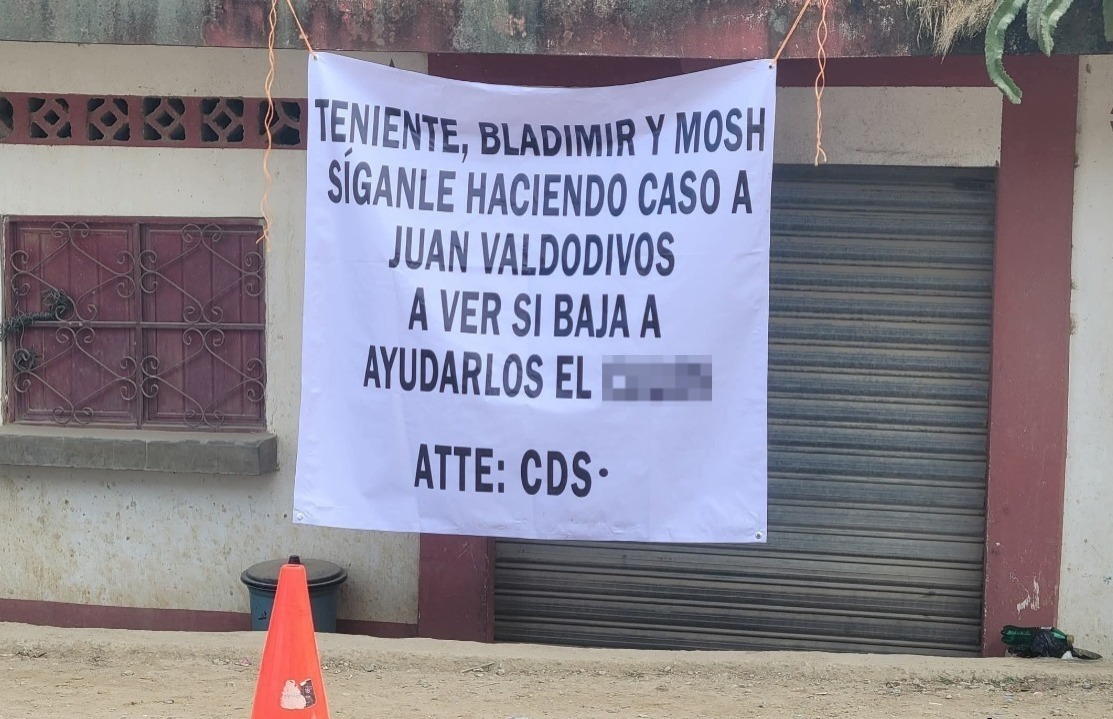 TENIENTE, BLADIMIR Y MOSH
SÍGANLE HACIENDO CASO A
JUAN VALDODIVOS
A VER SI BAJA A
AYUDARLOS EL
ATTE: CDS·